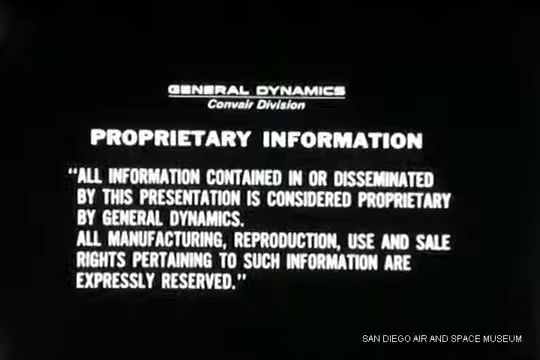 GENERAL DYNAMICS
Convair Division
PROPRIETARY INFORMATION
"ALL INFORMATION CONTAINED IN OR DISSEMINATED
BY THIS PRESENTATION IS CONSIDERED PROPRIETARY
BY GENERAL DYNAMICS.
ALL MANUFACTURING, REPRODUCTION, USE AND SALE
RIGHTS PERTAINING TO SUCH INFORMATION ARE
EXPRESSLY RESERVED."
SAN DIEGO AIR AND SPACE MUSEUM